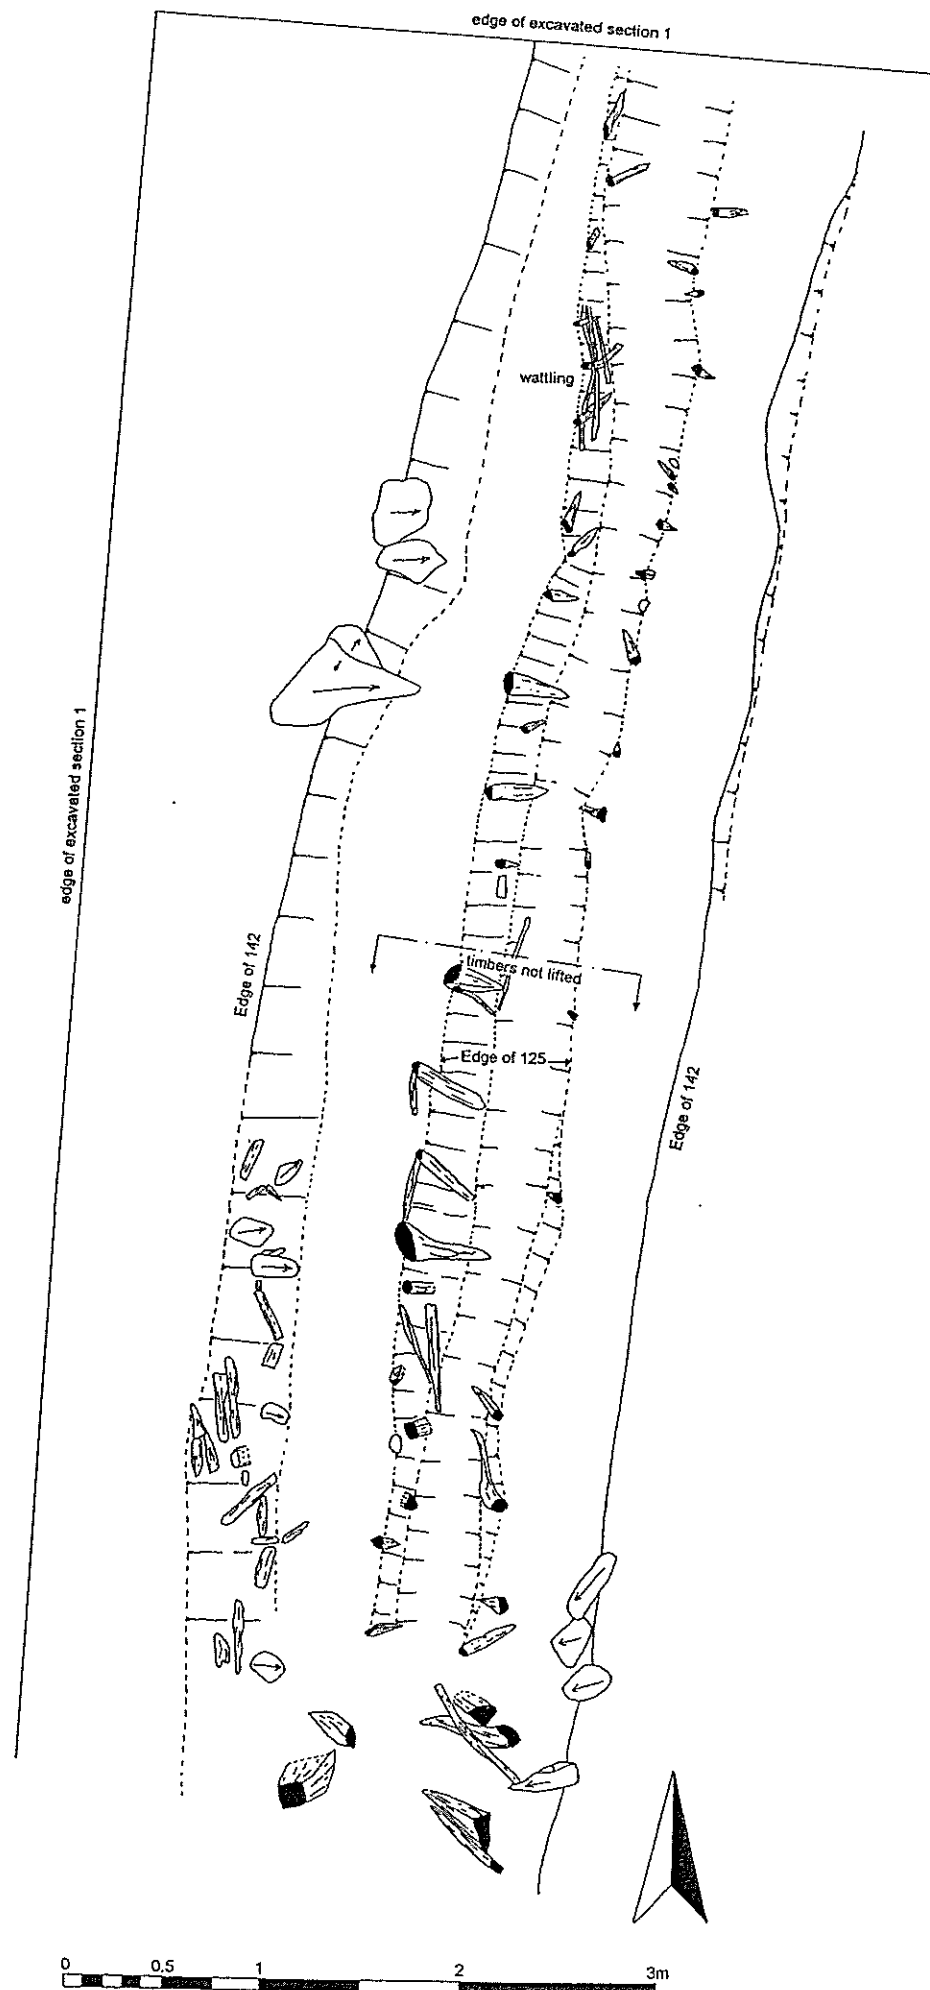 edge of excavated section 1
wattling
edge of excavated section 1
Edge of 142
timbers not lifted
Edge of 125
Edge of 142
0 0.5 1 2 3m